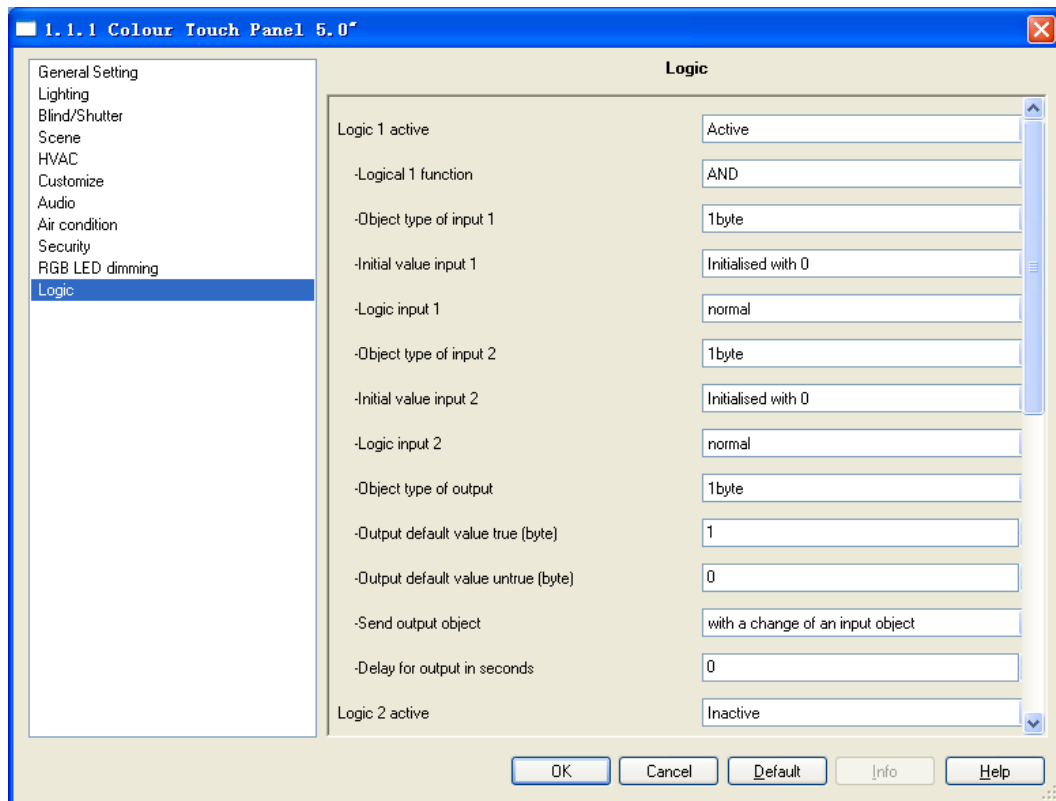 1.1.1 Colour Touch Panel 5.0"
General Setting
Lighting
Blind/Shutter
Scene
HVAC
Customize
Audio
Air condition
Security
RGB LED dimming
Logic
Logic
Logic 1 active Active
-Logical 1 function AND
-Object type of input 1 1byte
-Initial value input 1 Initialised with 0
-Logic input 1 normal
-Object type of input 2 1byte
-Initial value input 2 Initialised with 0
-Logic input 2 normal
-Object type of output 1byte
-Output default value true (byte) 1
-Output default value untrue (byte) 0
-Send output object with a change of an input object
-Delay for output in seconds 0
Logic 2 active Inactive
OK Cancel Default Info Help